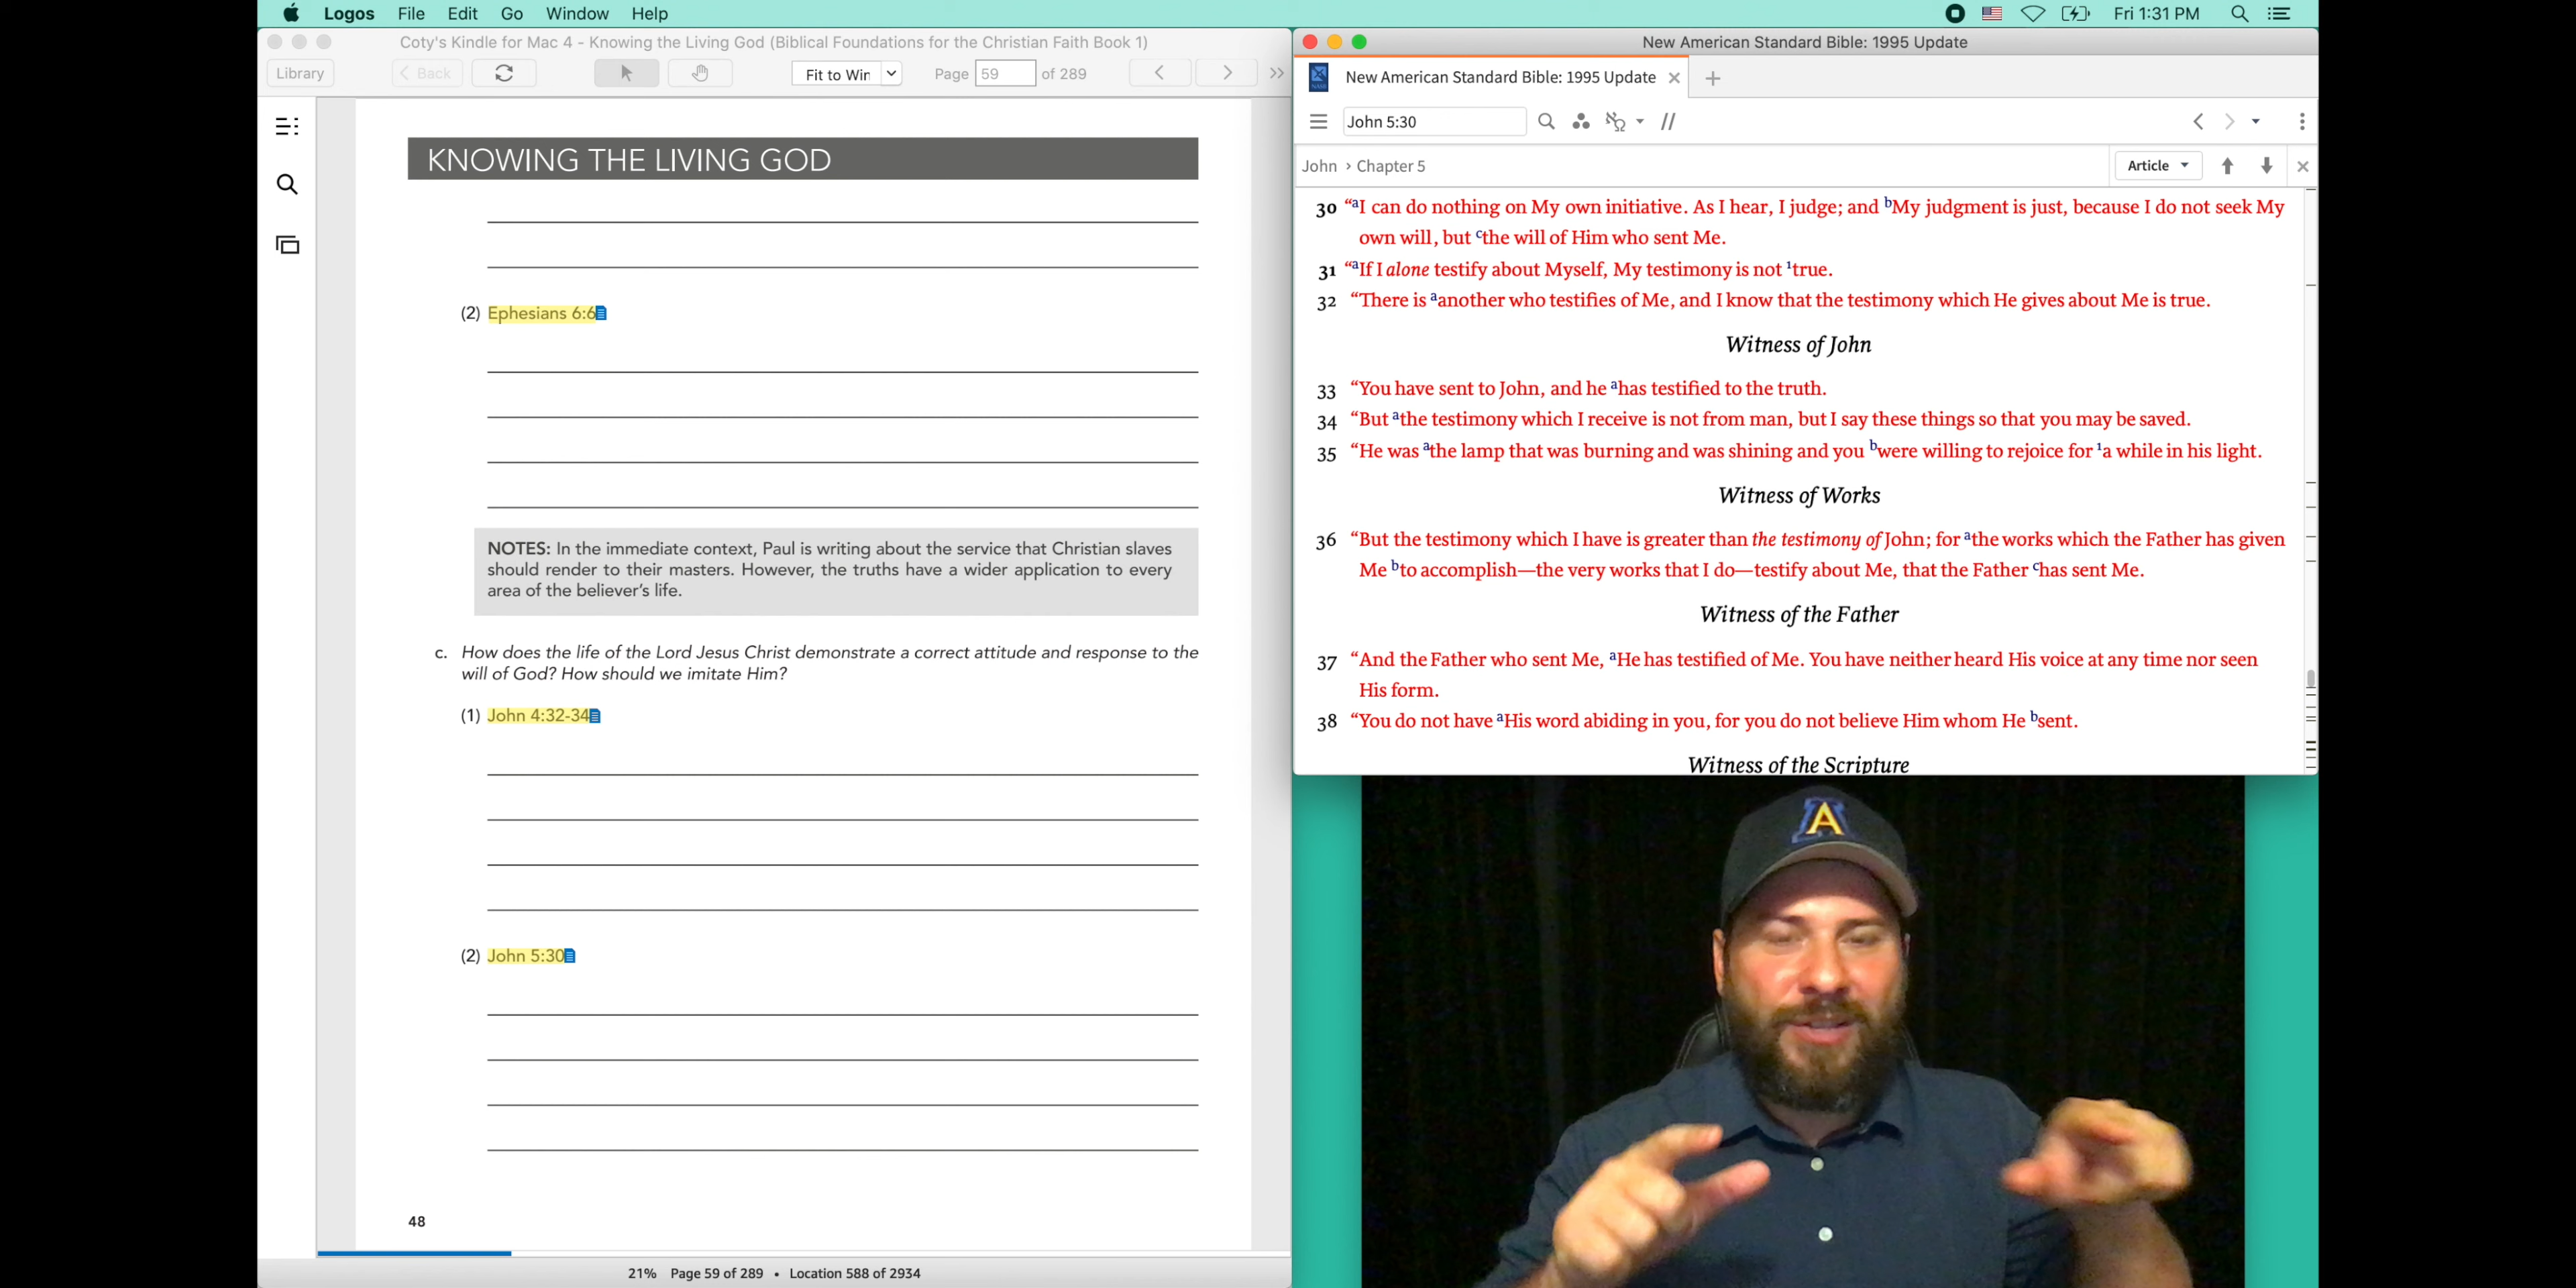 Logos File Edit Go Window Help
Fri 1:31 PM
Coty's Kindle for Mac 4 - Knowing the Living God (Biblical Foundations for the Christian Faith Book 1)
Library
Back
Fit to Win
Page 59 of 289
KNOWING THE LIVING GOD
(2) Ephesians 6:6
NOTES: In the immediate context, Paul is writing about the service that Christian slaves
should render to their masters. However, the truths have a wider application to every
area of the believer's life.
c. How does the life of the Lord Jesus Christ demonstrate a correct attitude and response to the
will of God? How should we imitate Him?
(1) John 4:32-34
(2) John 5:30
48
21% Page 59 of 289 • Location 588 of 2934
New American Standard Bible: 1995 Update
New American Standard Bible: 1995 Update
John 5:30
John › Chapter 5
Article
30 “aI can do nothing on My own initiative. As I hear, I judge; and bMy judgment is just, because I do not seek My
own will, but cthe will of Him who sent Me.
31 “aIf I alone testify about Myself, My testimony is not 1true.
32 “There is aanother who testifies of Me, and I know that the testimony which He gives about Me is true.
Witness of John
33 “You have sent to John, and he ahas testified to the truth.
34 “But athe testimony which I receive is not from man, but I say these things so that you may be saved.
35 “He was athe lamp that was burning and was shining and you bwere willing to rejoice for 1a while in his light.
Witness of Works
36 “But the testimony which I have is greater than the testimony of John; for athe works which the Father has given
Me bto accomplish—the very works that I do—testify about Me, that the Father chas sent Me.
Witness of the Father
37 “And the Father who sent Me, aHe has testified of Me. You have neither heard His voice at any time nor seen
His form.
38 “You do not have aHis word abiding in you, for you do not believe Him whom He bsent.
Witness of the Scripture
A